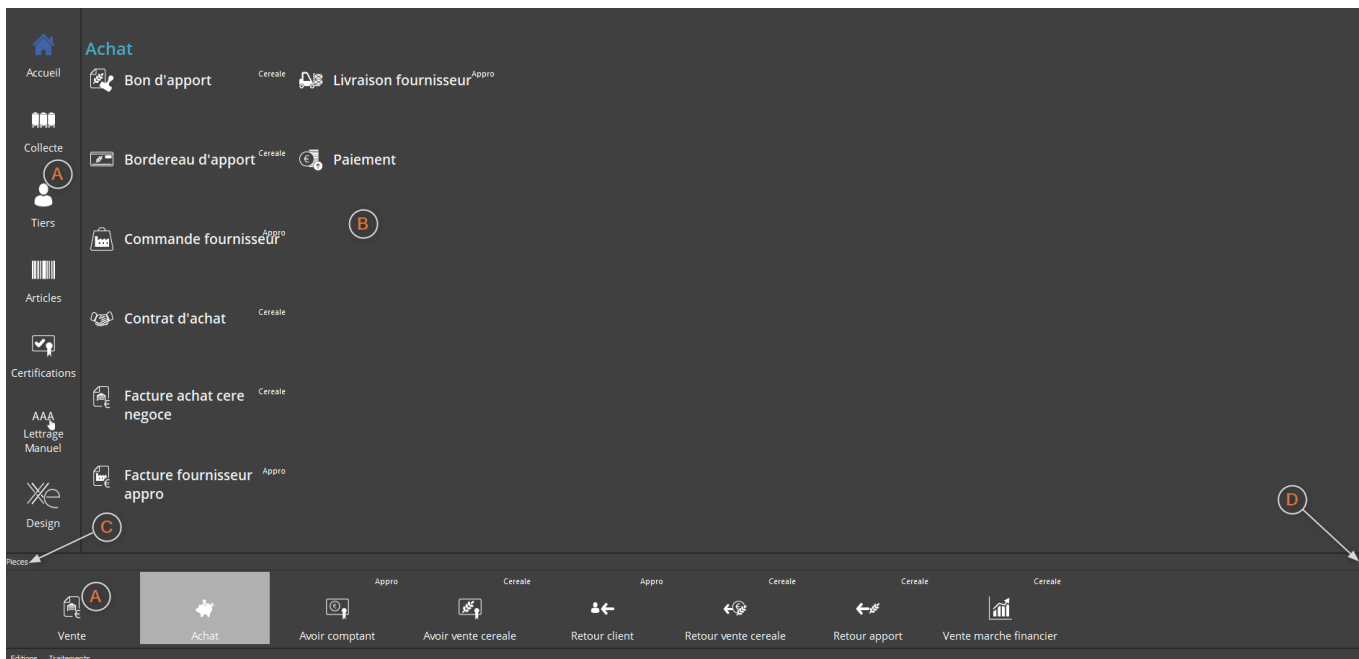 Accueil
Collecte
A
Tiers
Articles
Certifications
AAA
Lettrage
Manuel
Xe
Design
Achat
Bon d'apport Cereale
Livraison fournisseur Appro
Bordereau d'apport Cereale
Paiement
B
Commande fournisseur Appro
Contrat d'achat Cereale
Facture achat cere Cereale
negoce
Facture fournisseur Appro
appro
C
D
Pieces
A
Vente
Achat
Appro
Avoir comptant
Cereale
Avoir vente cereale
Appro
Retour client
Cereale
Retour vente cereale
Cereale
Retour apport
Cereale
Vente marche financier
Editions Traitements